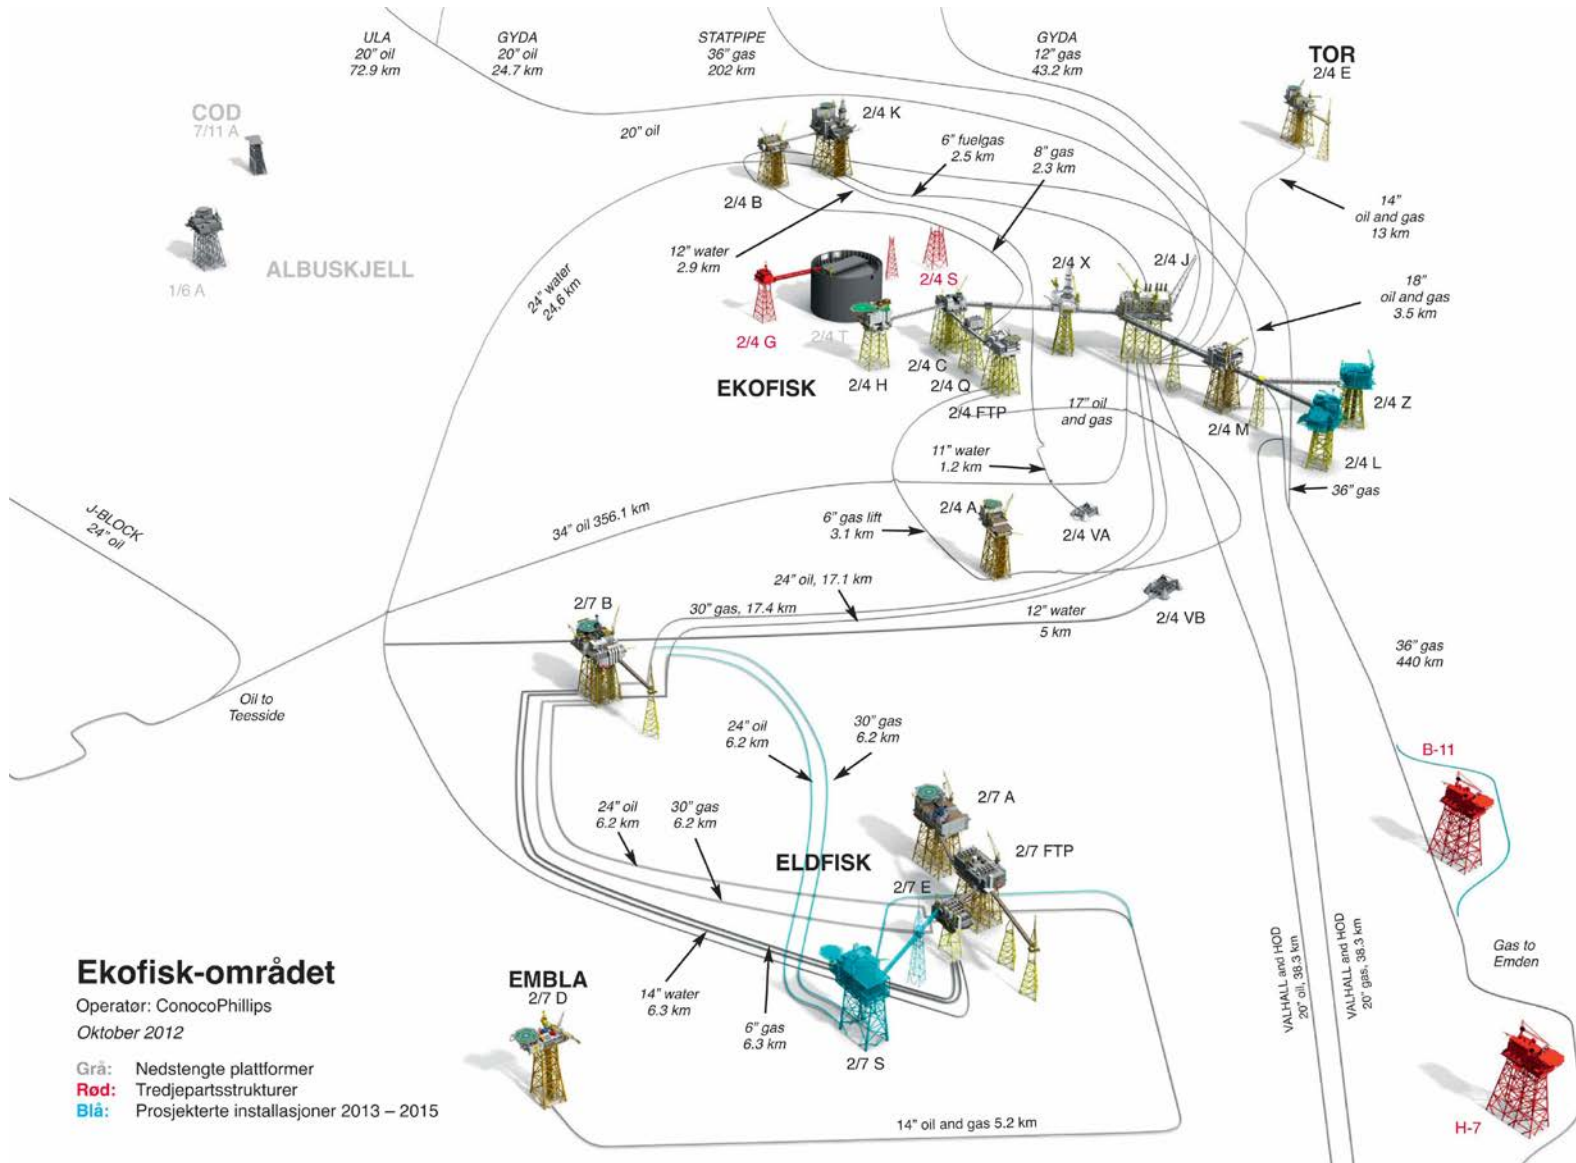 ULA
20” oil
72.9 km
GYDA
20” oil
24.7 km
STATPIPE
36” gas
202 km
GYDA
12” gas
43.2 km
TOR
2/4 E
COD
7/11 A
20” oil
2/4 K
6” fuelgas
2.5 km
8” gas
2.3 km
2/4 B
14”
oil and gas
13 km
12” water
2.9 km
1/6 A
ALBUSKJELL
24” water
24,6 km
2/4 S
2/4 X
2/4 J
18”
oil and gas
3.5 km
2/4 G
2/4 T
2/4 H
2/4 C
2/4 Q
2/4 FTP
EKOFISK
17” oil
and gas
2/4 M
2/4 Z
2/4 L
11” water
1.2 km
36” gas
J-BLOCK
24” oil
34” oil 356.1 km
6” gas lift
3.1 km
2/4 A
2/4 VA
24” oil, 17.1 km
2/7 B
30” gas, 17.4 km
12” water
5 km
2/4 VB
36” gas
440 km
Oil to
Teesside
24” oil
6.2 km
30” gas
6.2 km
B-11
24” oil
6.2 km
30” gas
6.2 km
2/7 A
2/7 FTP
ELDFISK
2/7 E
VALHALL and HOD
20” oil, 38.3 km
VALHALL and HOD
20” gas, 38.3 km
Gas to
Emden
Ekofisk-området
Operatør: ConocoPhillips
Oktober 2012
EMBLA
2/7 D
14” water
6.3 km
6” gas
6.3 km
2/7 S
Grå: Nedstengte plattformer
Rød: Tredjepartsstrukturer
Blå: Prosjekterte installasjoner 2013 – 2015
14” oil and gas 5.2 km
H-7